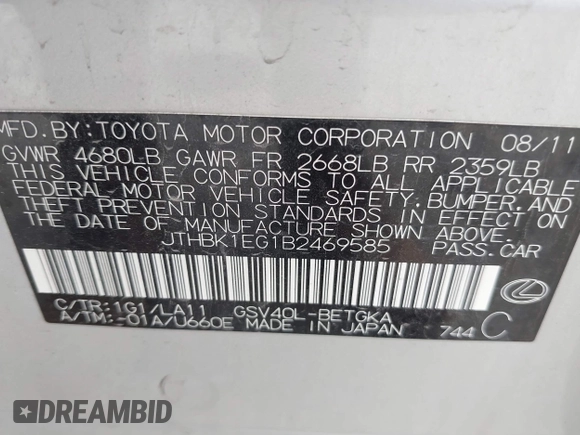 MFD. BY: TOYOTA MOTOR CORPORATION 08/11
GVWR 4680LB GAWR FR 2668LB RR 2359LB
THIS VEHICLE CONFORMS TO ALL APPLICABLE
FEDERAL MOTOR VEHICLE SAFETY, BUMPER, AND
THEFT PREVENTION STANDARDS IN EFFECT ON
THE DATE OF MANUFACTURE SHOWN ABOVE.
JTHBK1EG1B2469585 PASS. CAR
C/TR: 1G1/LA11 GSV40L-BETGKA
A/TM: -01A/U660E MADE IN JAPAN 744 C
DREAMBID